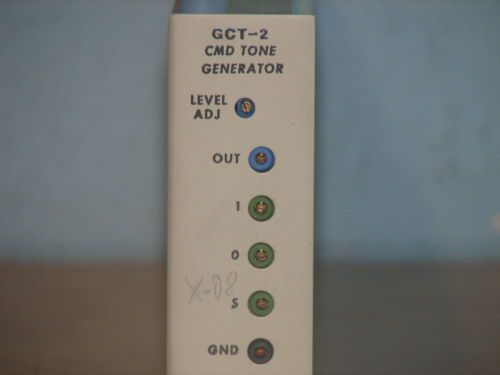 GCT-2
CMD TONE
GENERATOR
LEVEL
ADJ
OUT
1
0
X-08
S
GND